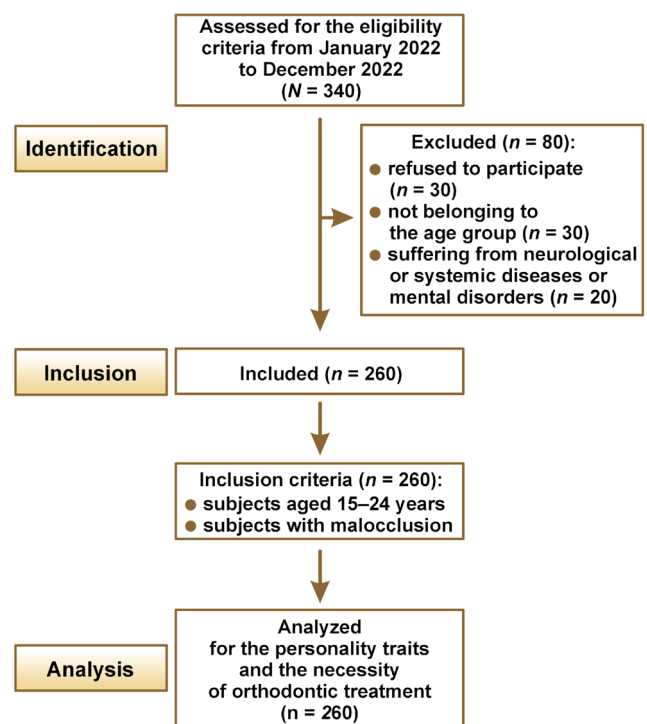 Assessed for the eligibility
criteria from January 2022
to December 2022
(N = 340)
Identification
Excluded (n = 80):
● refused to participate
(n = 30)
● not belonging to
the age group (n = 30)
● suffering from neurological
or systemic diseases or
mental disorders (n = 20)
Inclusion
Included (n = 260)
Inclusion criteria (n = 260):
● subjects aged 15–24 years
● subjects with malocclusion
Analysis
Analyzed
for the personality traits
and the necessity
of orthodontic treatment
(n = 260)